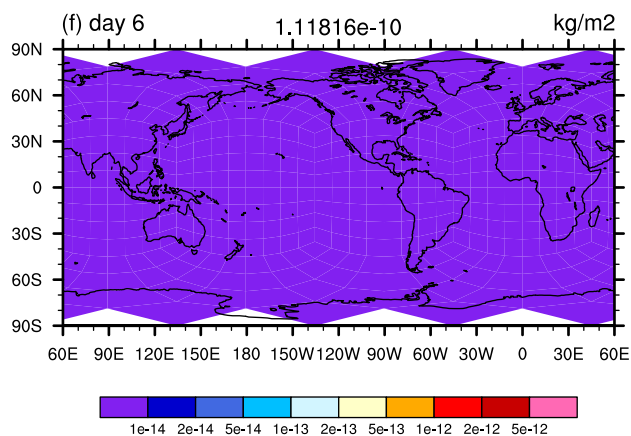 (f) day 6 1.11816e-10 kg/m2
90N
60N
30N
0
30S
60S
90S
60E 90E 120E 150E 180 150W 120W 90W 60W 30W 0 30E 60E
1e-14 2e-14 5e-14 1e-13 2e-13 5e-13 1e-12 2e-12 5e-12